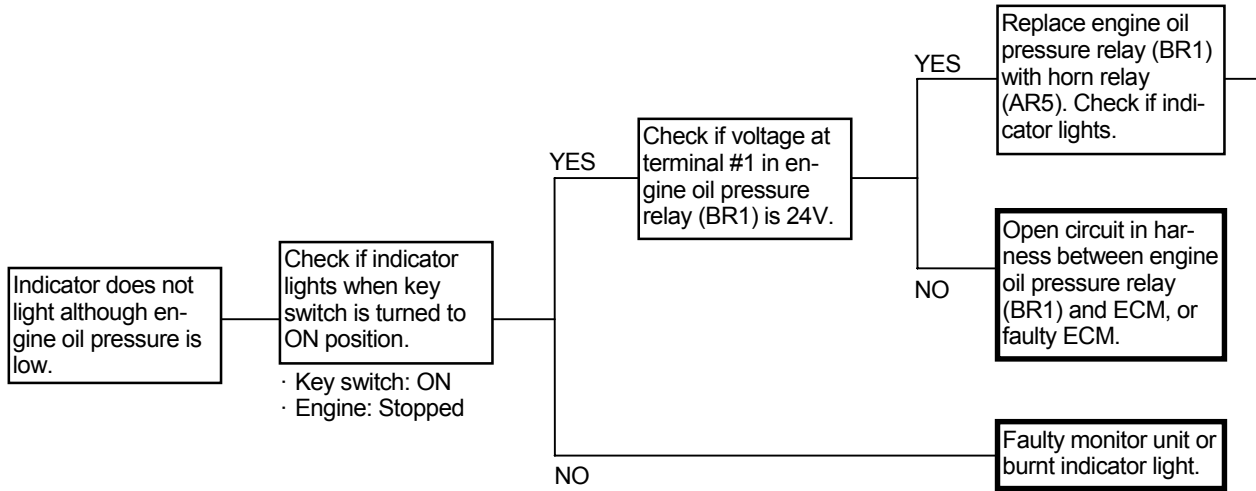 Indicator does not
light although en-
gine oil pressure is
low.
Check if indicator
lights when key
switch is turned to
ON position.
· Key switch: ON
· Engine: Stopped
YES
Check if voltage at
terminal #1 in en-
gine oil pressure
relay (BR1) is 24V.
YES
Replace engine oil
pressure relay (BR1)
with horn relay
(AR5). Check if indi-
cator lights.
NO
Open circuit in har-
ness between engine
oil pressure relay
(BR1) and ECM, or
faulty ECM.
NO
Faulty monitor unit or
burnt indicator light.